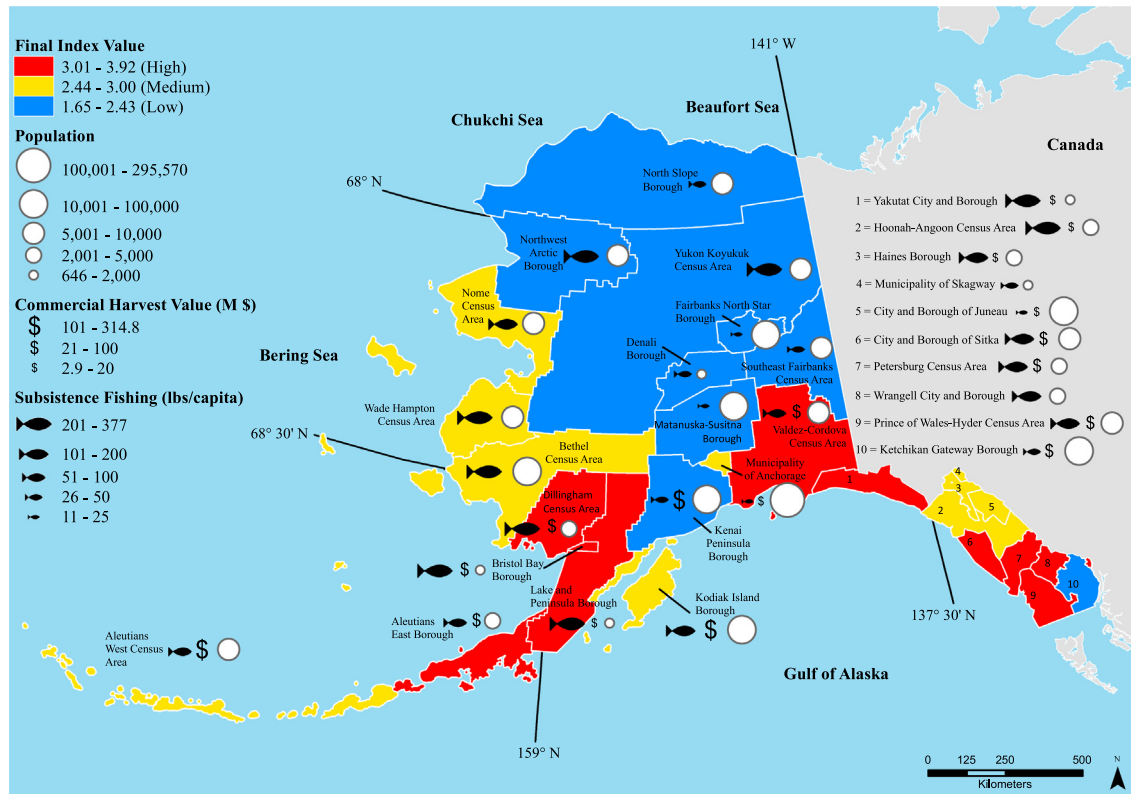 Final Index Value
3.01 - 3.92 (High)
2.44 - 3.00 (Medium)
1.65 - 2.43 (Low)
Population
100,001 - 295,570
10,001 - 100,000
5,001 - 10,000
2,001 - 5,000
646 - 2,000
Commercial Harvest Value (M $)
$ 101 - 314.8
$ 21 - 100
$ 2.9 - 20
Subsistence Fishing (lbs/capita)
201 - 377
101 - 200
51 - 100
26 - 50
11 - 25
141° W
Beaufort Sea
Chukchi Sea
Canada
68° N
North Slope
Borough
Northwest
Arctic
Borough
Yukon Koyukuk
Census Area
Nome
Census
Area
Fairbanks North Star
Borough
Bering Sea
Denali
Borough
Southeast Fairbanks
Census Area
Wade Hampton
Census Area
Matanuska-Susitna
Borough
$
Valdez-Cordova
Census Area
68° 30' N
Bethel
Census Area
Municipality
of Anchorage
$
Dillingham
Census Area
$
$
Kenai
Peninsula
Borough
Bristol Bay
Borough
$
Lake and
Peninsula Borough
$
Kodiak Island
Borough
$
Aleutians
East Borough
$
Aleutians
West Census
Area
$
Gulf of Alaska
159° N
137° 30' N
1 = Yakutat City and Borough $
2 = Hoonah-Angoon Census Area $
3 = Haines Borough $
4 = Municipality of Skagway
5 = City and Borough of Juneau $
6 = City and Borough of Sitka $
7 = Petersburg Census Area $
8 = Wrangell City and Borough
9 = Prince of Wales-Hyder Census Area $
10 = Ketchikan Gateway Borough $
1
4
3
2
5
6
7
8
9
10
0 125 250 500
Kilometers
N